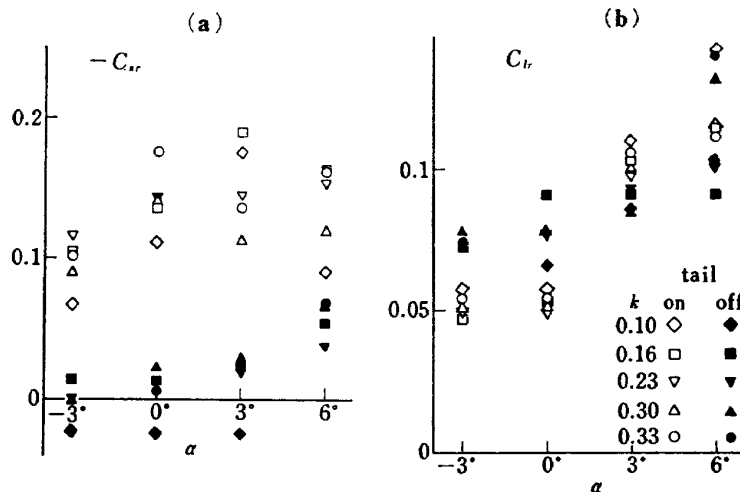 (a)
(b)
−C_nr
C_lr
0.2
0.1
0
−3° 0° 3° 6°
α
0.1
0.05
0
−3° 0° 3° 6°
α
tail
k on off
0.10 ◇ ◆
0.16 □ ■
0.23 ▽ ▼
0.30 △ ▲
0.33 ○ ●